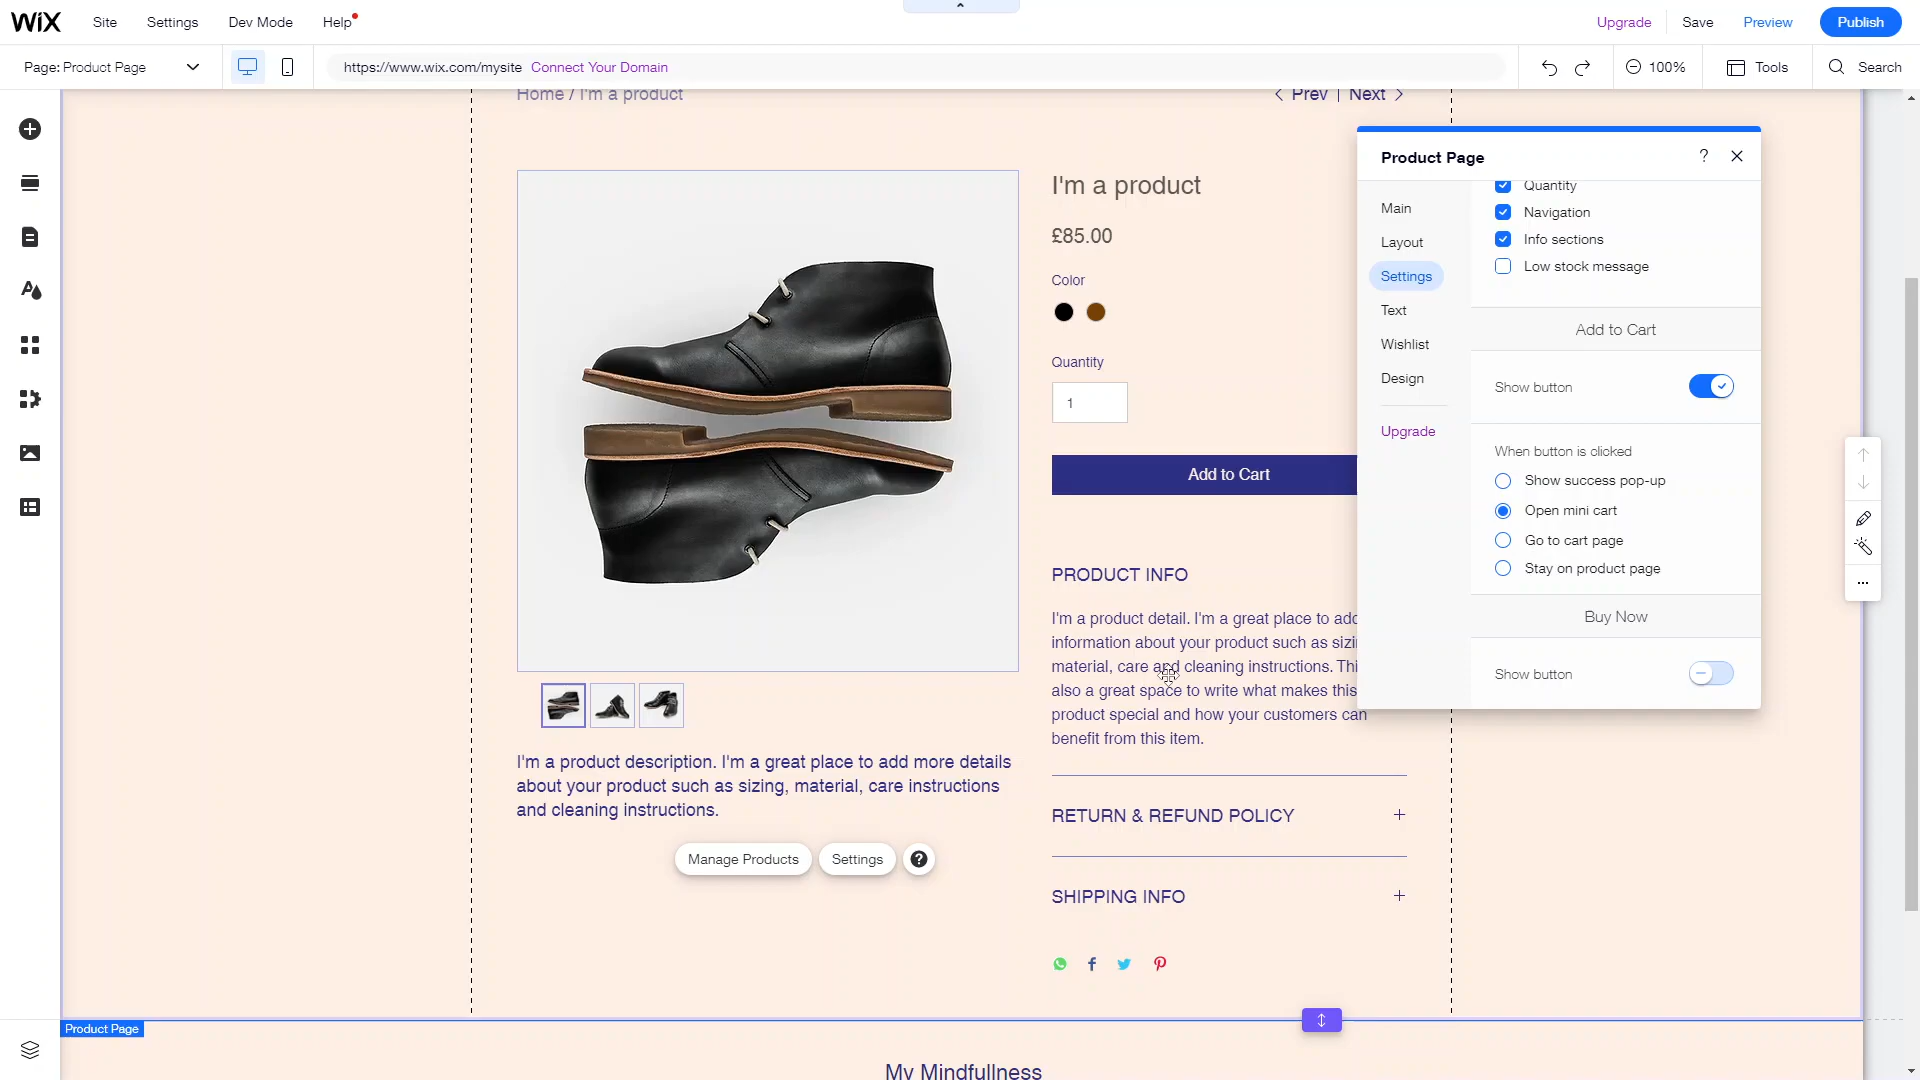 WiX
Site
Settings
Dev Mode
Help
Upgrade
Save
Preview
Publish
Page: Product Page
https://www.wix.com/mysite
Connect Your Domain
100%
Tools
Search
Home / I'm a product
Prev | Next
I'm a product
£85.00
Color
Quantity
1
Add to Cart
PRODUCT INFO
I'm a product detail. I'm a great place to add
information about your product such as sizi
material, care and cleaning instructions. Thi
also a great space to write what makes this
product special and how your customers can
benefit from this item.
RETURN & REFUND POLICY
SHIPPING INFO
I'm a product description. I'm a great place to add more details
about your product such as sizing, material, care instructions
and cleaning instructions.
Manage Products
Settings
?
Product Page
?
Main
Layout
Settings
Text
Wishlist
Design
Upgrade
Quantity
Navigation
Info sections
Low stock message
Add to Cart
Show button
When button is clicked
Show success pop-up
Open mini cart
Go to cart page
Stay on product page
Buy Now
Show button
Product Page
My Mindfullness